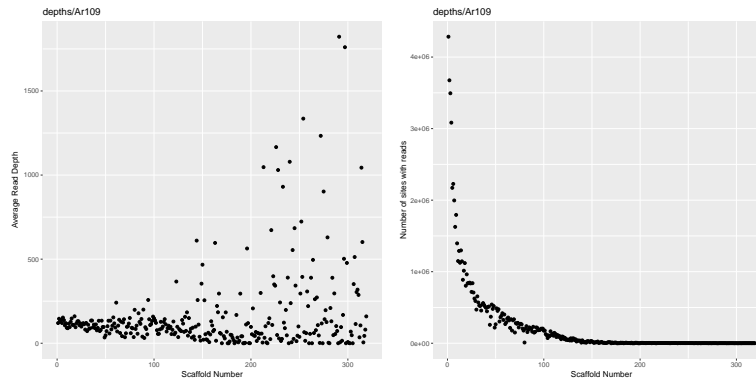 depths/Ar109
Average Read Depth
1500
1000
500
0
0
100
200
300
Scaffold Number
depths/Ar109
Number of sites with reads
4e+06
3e+06
2e+06
1e+06
0e+00
0
100
200
300
Scaffold Number